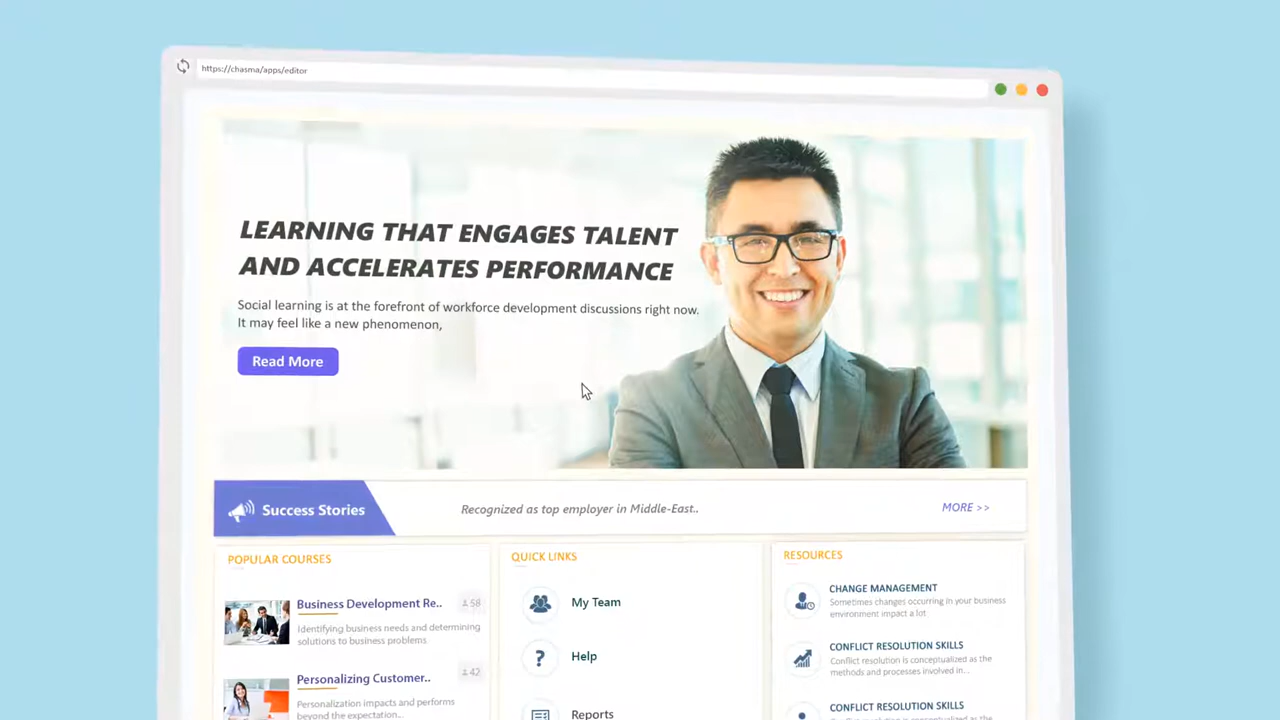 https://chasma/apps/editor
LEARNING THAT ENGAGES TALENT
AND ACCELERATES PERFORMANCE
Social learning is at the forefront of workforce development discussions right now.
It may feel like a new phenomenon,
Read More
Success Stories
Recognized as top employer in Middle-East..
MORE >>
POPULAR COURSES
Business Development Re..
58
Identifying business needs and determining
solutions to business problems.
Personalizing Customer..
42
Personalization impacts and performs
beyond the expectation...
QUICK LINKS
My Team
?
Help
Reports
RESOURCES
CHANGE MANAGEMENT
Sometimes changes occurring in your business
environment impact a lot
CONFLICT RESOLUTION SKILLS
Conflict resolution is conceptualized as the
methods and processes involved in..
CONFLICT RESOLUTION SKILLS